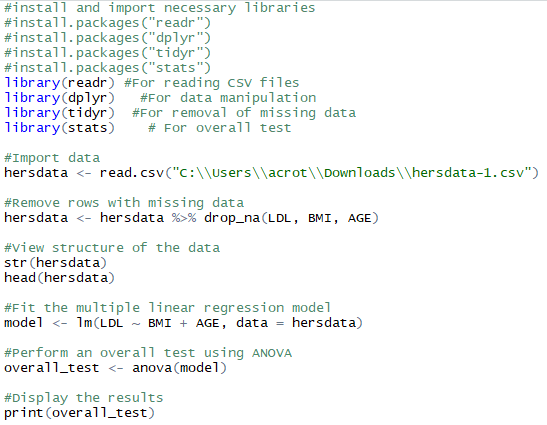 #install and import necessary libraries
#install.packages("readr")
#install.packages("dplyr")
#install.packages("tidyr")
#install.packages("stats")
library(readr) #For reading CSV files
library(dplyr)   #For data manipulation
library(tidyr)  #For removal of missing data
library(stats)    # For overall test
#Import data
hersdata <- read.csv("C:\\Users\\acrot\\Downloads\\hersdata-1.csv")
#Remove rows with missing data
hersdata <- hersdata %>% drop_na(LDL, BMI, AGE)
#View structure of the data
str(hersdata)
head(hersdata)
#Fit the multiple linear regression model
model <- lm(LDL ~ BMI + AGE, data = hersdata)
#Perform an overall test using ANOVA
overall_test <- anova(model)
#Display the results
print(overall_test)